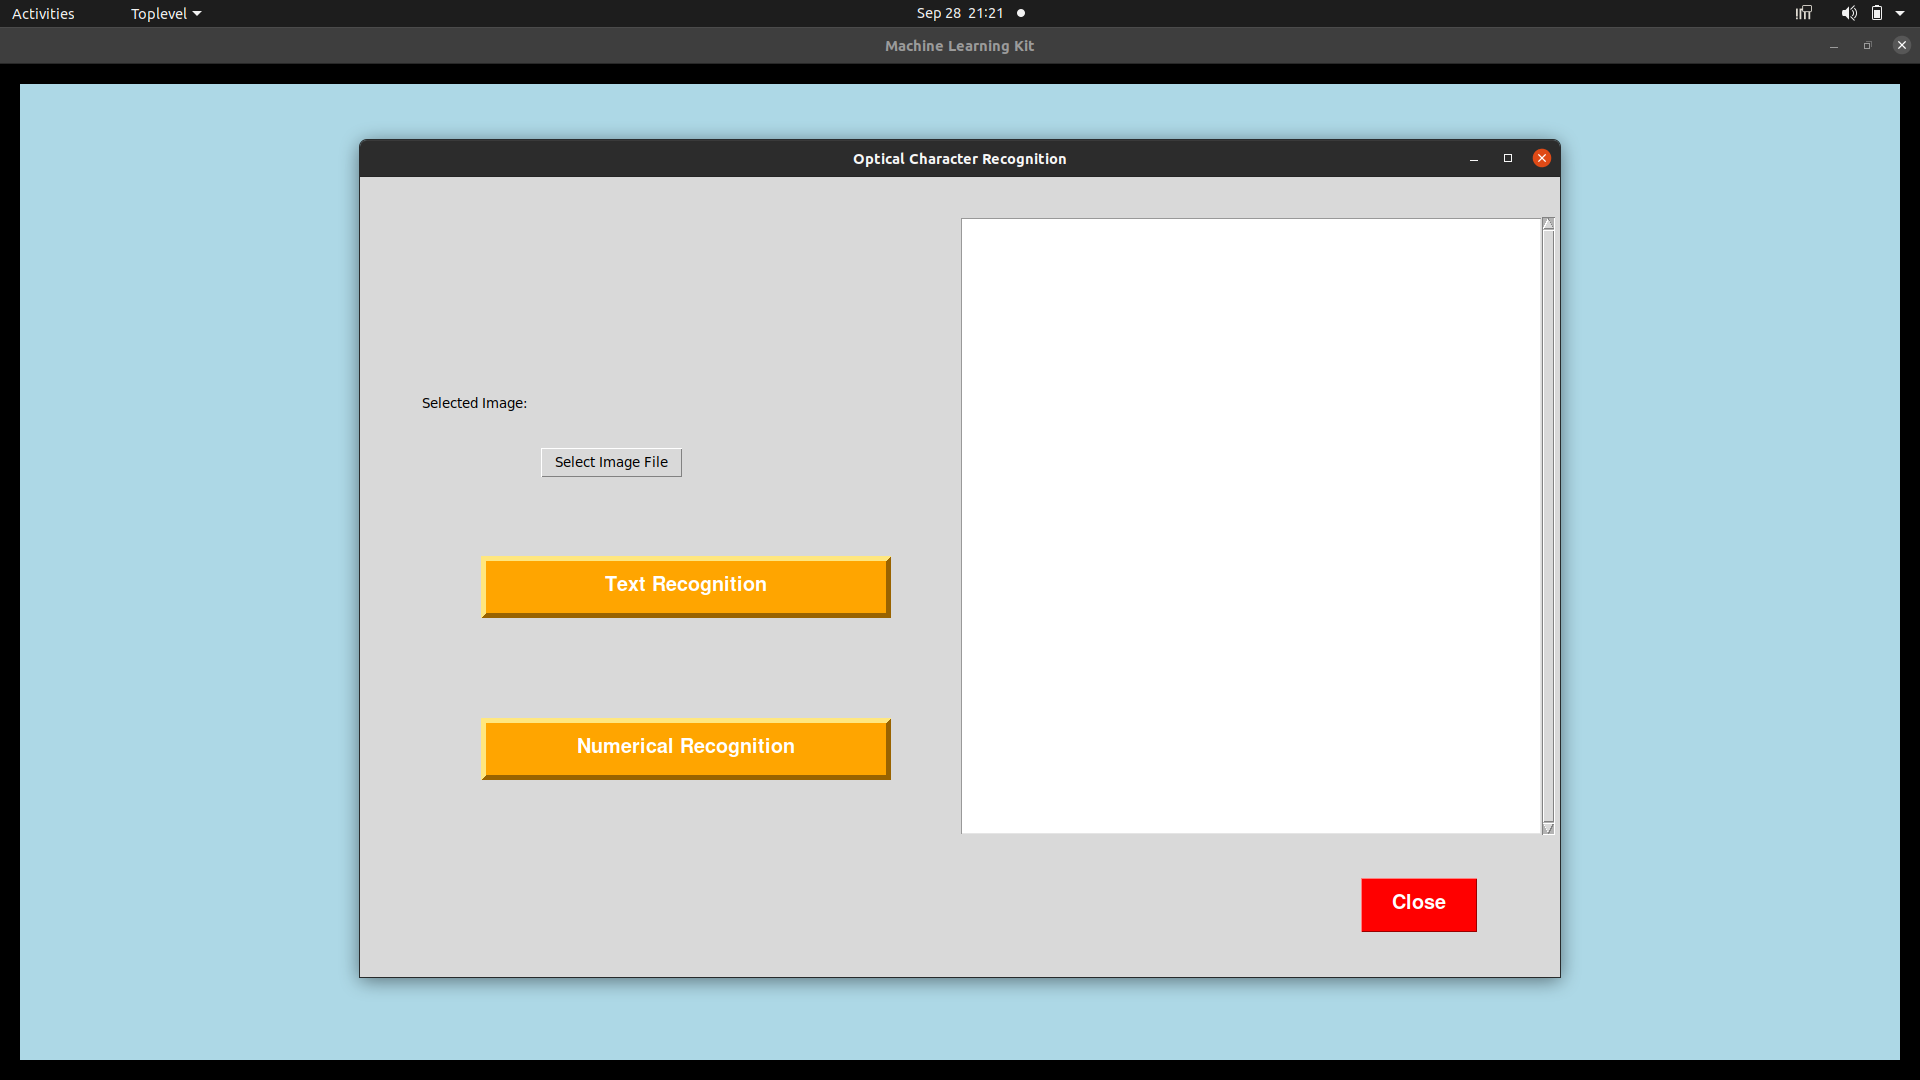 Activities
Toplevel
Sep 28 21:21
Machine Learning Kit
Optical Character Recognition
Selected Image:
Select Image File
Text Recognition
Numerical Recognition
Close